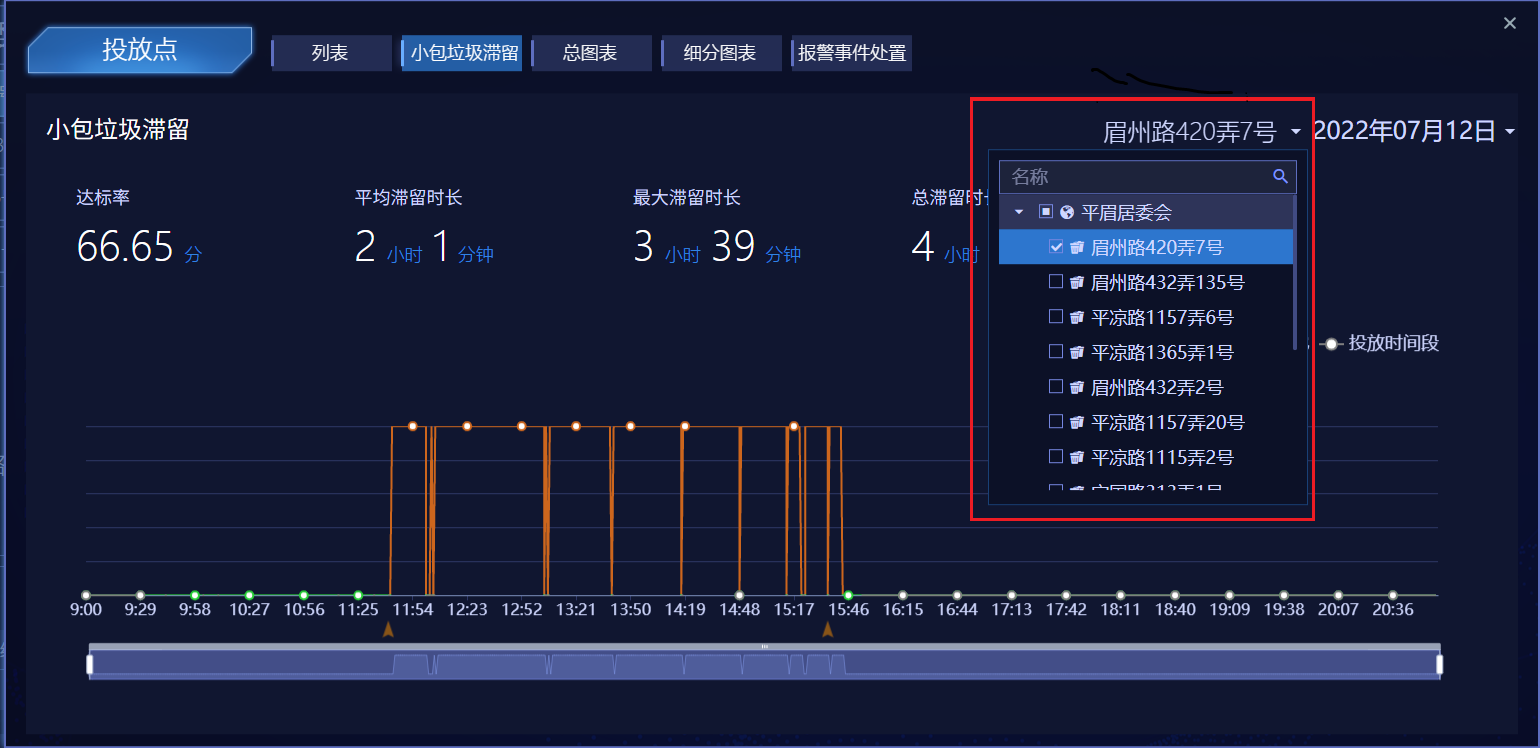 投放点
列表
小包垃圾滞留
总图表
细分图表
报警事件处置
小包垃圾滞留
眉州路420弄7号
2022年07月12日
达标率
66.65 分
平均滞留时长
2 小时 1 分钟
最大滞留时长
3 小时 39 分钟
总滞留时
4 小时
名称
平眉居委会
眉州路420弄7号
眉州路432弄135号
平凉路1157弄6号
平凉路1365弄1号
眉州路432弄2号
平凉路1157弄20号
平凉路1115弄2号
投放时间段
9:00 9:29 9:58 10:27 10:56 11:25 11:54 12:23 12:52 13:21 13:50 14:19 14:48 15:17 15:46 16:15 16:44 17:13 17:42 18:11 18:40 19:09 19:38 20:07 20:36